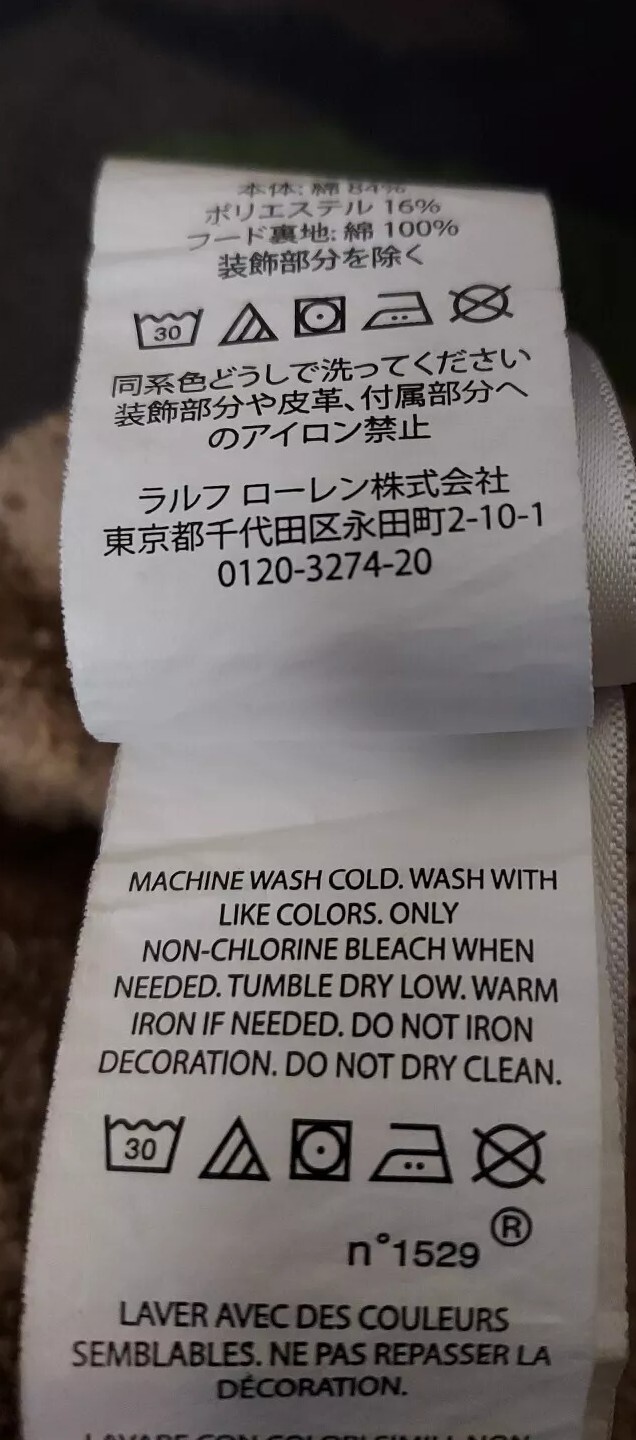 本体: 綿 84%
ポリエステル 16%
フード裏地: 綿 100%
装飾部分を除く
30
同系色どうしで洗ってください
装飾部分や皮革、付属部分へ
のアイロン禁止
ラルフ ローレン株式会社
東京都千代田区永田町2-10-1
0120-3274-20
MACHINE WASH COLD. WASH WITH
LIKE COLORS. ONLY
NON-CHLORINE BLEACH WHEN
NEEDED. TUMBLE DRY LOW. WARM
IRON IF NEEDED. DO NOT IRON
DECORATION. DO NOT DRY CLEAN.
30
n°1529 ®
LAVER AVEC DES COULEURS
SEMBLABLES. NE PAS REPASSER LA
DÉCORATION.
LAVARE CON COLORI SIMILI. NON